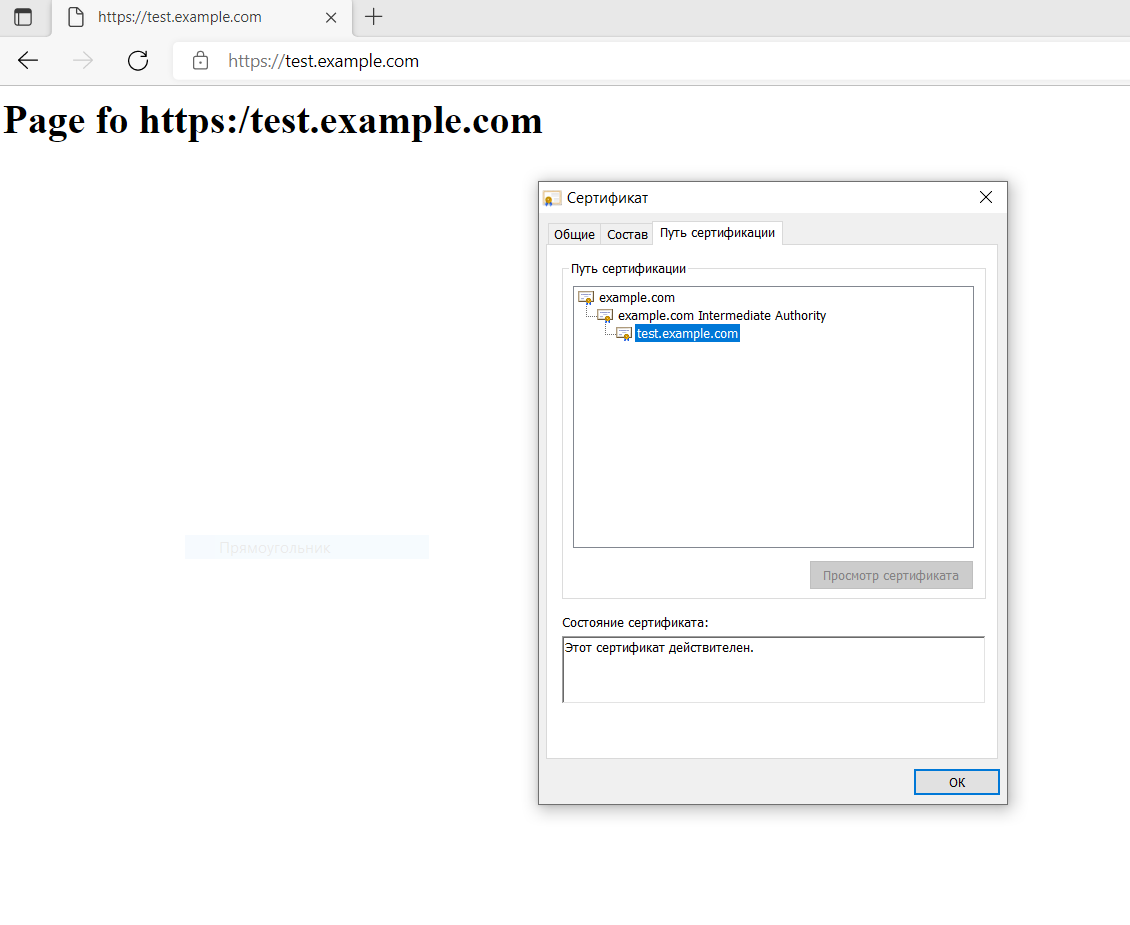 https://test.example.com
https://test.example.com
Page fo https:/test.example.com
Сертификат
Общие Состав Путь сертификации
Путь сертификации
example.com
example.com Intermediate Authority
test.example.com
Прямоугольник
Просмотр сертификата
Состояние сертификата:
Этот сертификат действителен.
ОК